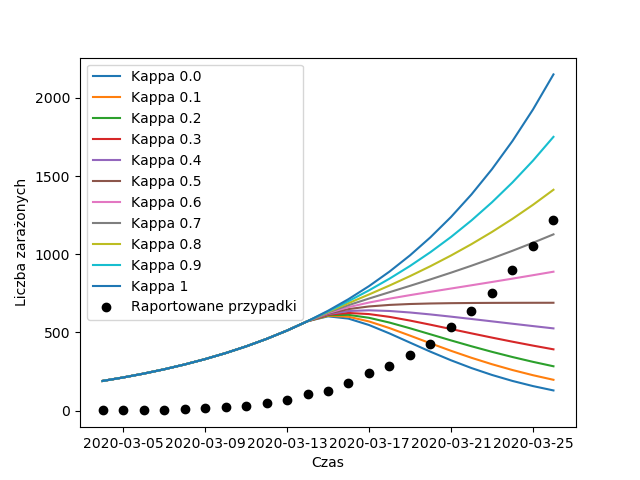 2000
1500
1000
500
0
Liczba zarażonych
Kappa 0.0
Kappa 0.1
Kappa 0.2
Kappa 0.3
Kappa 0.4
Kappa 0.5
Kappa 0.6
Kappa 0.7
Kappa 0.8
Kappa 0.9
Kappa 1
Raportowane przypadki
2020-03-05 2020-03-09 2020-03-13 2020-03-17 2020-03-21 2020-03-25
Czas